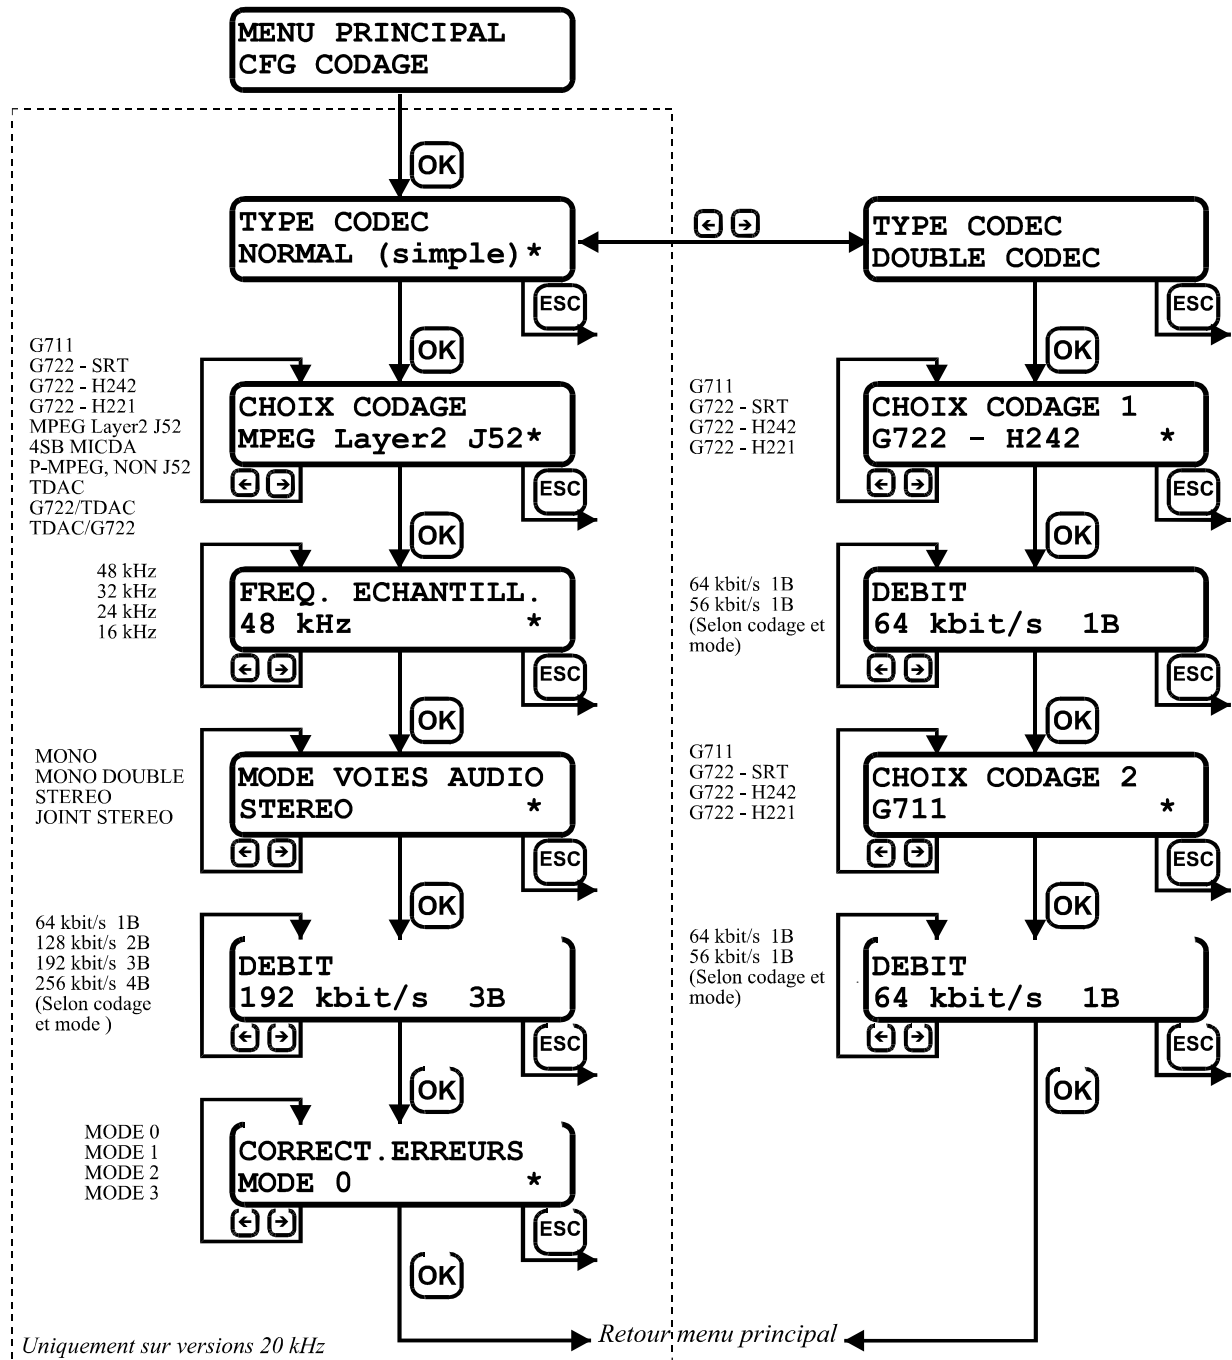 MENU PRINCIPAL
CFG CODAGE
OK
TYPE CODEC
NORMAL (simple)*
ESC
OK
G711
G722 - SRT
G722 - H242
G722 - H221
MPEG Layer2 J52
4SB MICDA
P-MPEG, NON J52
TDAC
G722/TDAC
TDAC/G722
CHOIX CODAGE
MPEG Layer2 J52*
ESC
OK
48 kHz
32 kHz
24 kHz
16 kHz
FREQ. ECHANTILL.
48 kHz *
ESC
OK
MONO
MONO DOUBLE
STEREO
JOINT STEREO
MODE VOIES AUDIO
STEREO *
ESC
OK
64 kbit/s 1B
128 kbit/s 2B
192 kbit/s 3B
256 kbit/s 4B
(Selon codage
et mode )
DEBIT
192 kbit/s 3B
ESC
OK
MODE 0
MODE 1
MODE 2
MODE 3
CORRECT.ERREURS
MODE 0 *
ESC
OK
Uniquement sur versions 20 kHz
TYPE CODEC
DOUBLE CODEC
ESC
OK
G711
G722 - SRT
G722 - H242
G722 - H221
CHOIX CODAGE 1
G722 - H242 *
ESC
OK
64 kbit/s 1B
56 kbit/s 1B
(Selon codage et
mode)
DEBIT
64 kbit/s 1B
ESC
OK
G711
G722 - SRT
G722 - H242
G722 - H221
CHOIX CODAGE 2
G711 *
ESC
OK
64 kbit/s 1B
56 kbit/s 1B
(Selon codage et
mode)
DEBIT
64 kbit/s 1B
ESC
OK
Retour menu principal